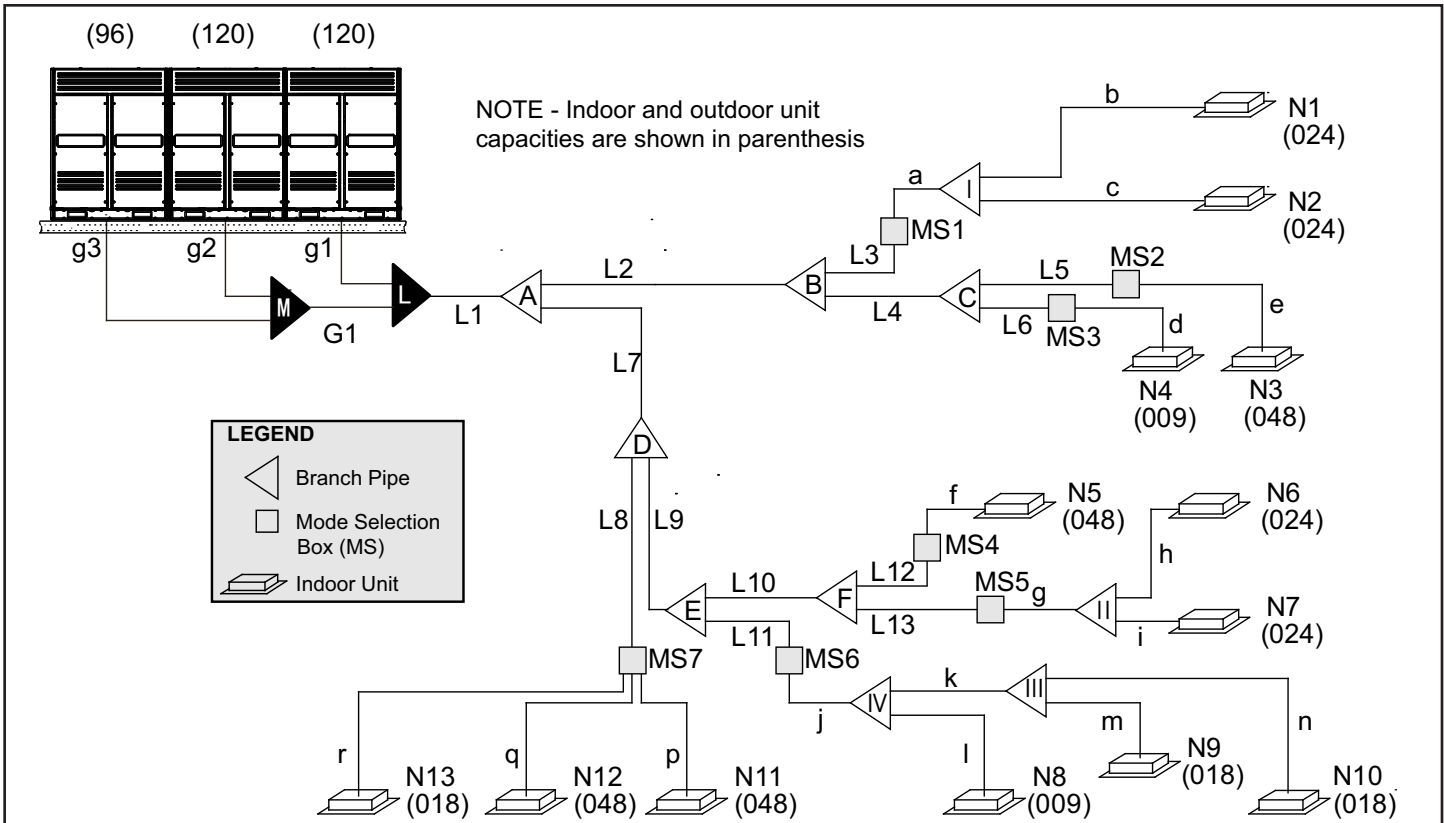 (96) (120) (120)
NOTE - Indoor and outdoor unit
capacities are shown in parenthesis
g3 g2 g1
M
G1
L
L1
A
L2
B
L3
MS1
a
I
b
N1
(024)
c
N2
(024)
L4
C
L5
MS2
e
N3
(048)
L6
MS3
d
N4
(009)
L7
D
LEGEND
Branch Pipe
Mode Selection
Box (MS)
Indoor Unit
L8
L9
E
L10
F
L12
MS4
f
N5
(048)
L13
MS5
g
II
h
N6
(024)
i
N7
(024)
L11
MS6
j
IV
k
III
m
n
l
N8
(009)
N9
(018)
N10
(018)
MS7
r
q
p
N13
(018)
N12
(048)
N11
(048)